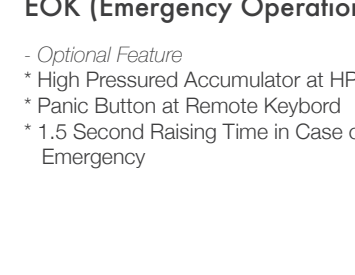 EOK (Emergency Operation
- Optional Feature
* High Pressured Accumulator at HP
* Panic Button at Remote Keybord
* 1.5 Second Raising Time in Case
Emergency